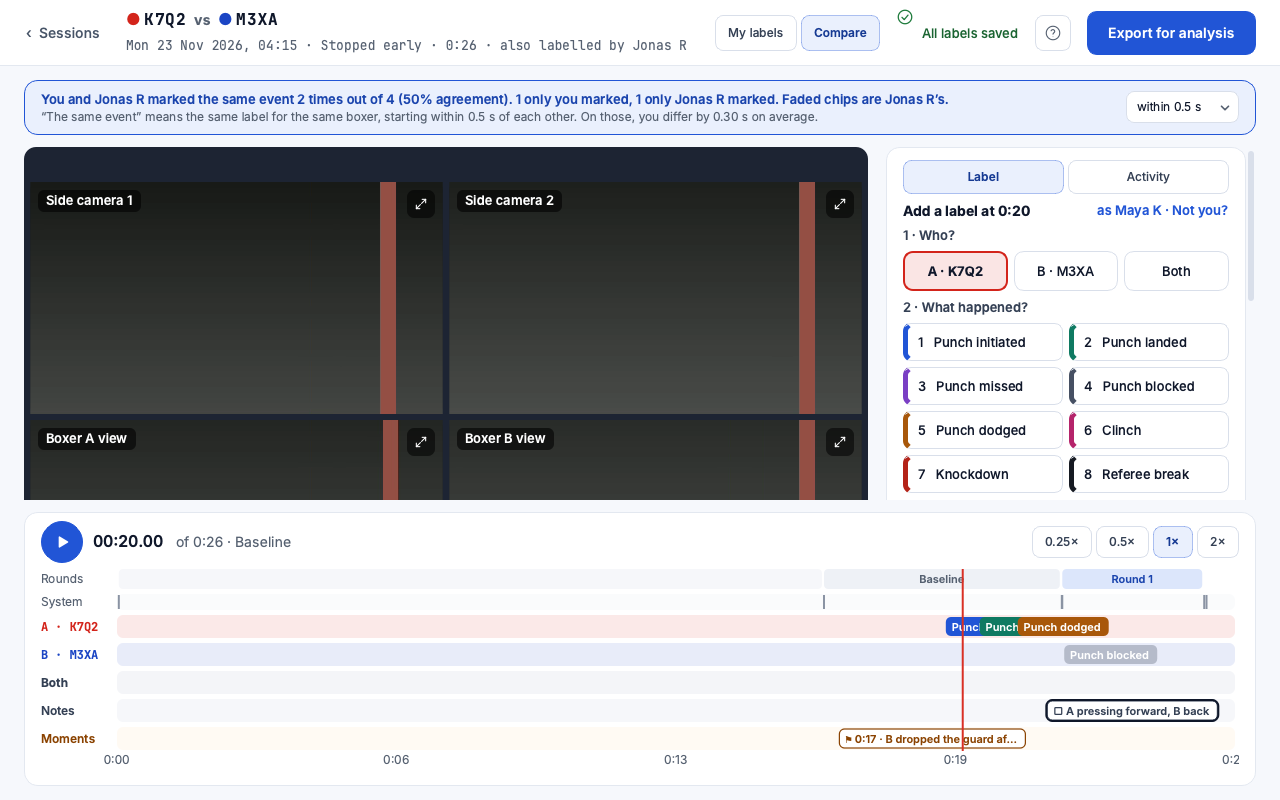 ‹ Sessions
K7Q2 vs M3XA
Mon 23 Nov 2026, 04:15 · Stopped early · 0:26 · also labelled by Jonas R
My labels
Compare
All labels saved
Export for analysis
You and Jonas R marked the same event 2 times out of 4 (50% agreement). 1 only you marked, 1 only Jonas R marked. Faded chips are Jonas R’s.
“The same event” means the same label for the same boxer, starting within 0.5 s of each other. On those, you differ by 0.30 s on average.
within 0.5 s
Side camera 1
Side camera 2
Boxer A view
Boxer B view
Label
Activity
Add a label at 0:20
as Maya K · Not you?
1 · Who?
A · K7Q2
B · M3XA
Both
2 · What happened?
1 Punch initiated
2 Punch landed
3 Punch missed
4 Punch blocked
5 Punch dodged
6 Clinch
7 Knockdown
8 Referee break
00:20.00 of 0:26 · Baseline
0.25×
0.5×
1×
2×
Rounds
Baseline
Round 1
System
A · K7Q2
Punc
Punch
Punch dodged
B · M3XA
Punch blocked
Both
Notes
A pressing forward, B back
Moments
0:17 · B dropped the guard af…
0:00
0:06
0:13
0:19
0:2